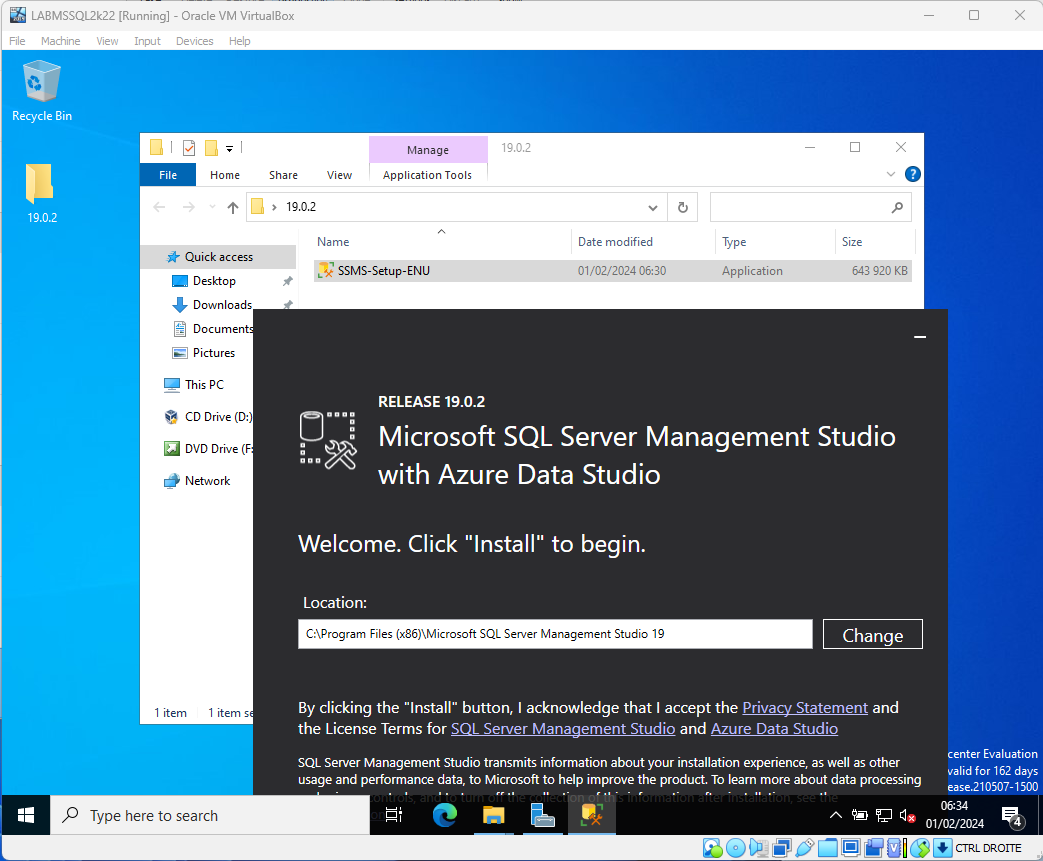 LABMSSQL2k22 [Running] - Oracle VM VirtualBox
File Machine View Input Devices Help
Recycle Bin
19.0.2
Manage 19.0.2
File Home Share View Application Tools
19.0.2
Name Date modified Type Size
SSMS-Setup-ENU 01/02/2024 06:30 Application 643 920 KB
Quick access
Desktop
Downloads
Documents
Pictures
This PC
CD Drive (D:)
DVD Drive (F:
Network
1 item 1 item se
RELEASE 19.0.2
Microsoft SQL Server Management Studio
with Azure Data Studio
Welcome. Click "Install" to begin.
Location:
C:\Program Files (x86)\Microsoft SQL Server Management Studio 19
Change
By clicking the "Install" button, I acknowledge that I accept the Privacy Statement and
the License Terms for SQL Server Management Studio and Azure Data Studio
SQL Server Management Studio transmits information about your installation experience, as well as other
usage and performance data, to Microsoft to help improve the product. To learn more about data processing
controls, and to turn off the collection of this information after installation, see the
center Evaluation
valid for 162 days
ease.210507-1500
Type here to search
06:34
01/02/2024
4
CTRL DROITE